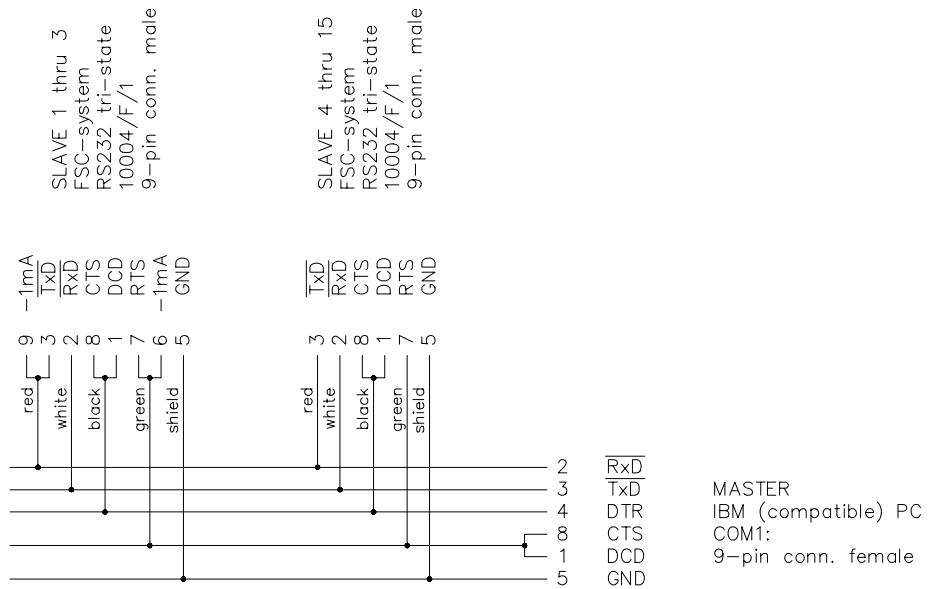 SLAVE 1 thru 3
FSC-system
RS232 tri-state
10004/F/1
9-pin conn. male
SLAVE 4 thru 15
FSC-system
RS232 tri-state
10004/F/1
9-pin conn. male
-1mA
TxD
RxD
CTS
DCD
RTS
-1mA
GND
TxD
RxD
CTS
DCD
RTS
GND
9 3 2 8 1 7 6 5
3 2 8 1 7 5
red
white
black
green
shield
red
white
black
green
shield
2 RxD
3 TxD MASTER
4 DTR IBM (compatible) PC
8 CTS COM1:
1 DCD 9-pin conn. female
5 GND